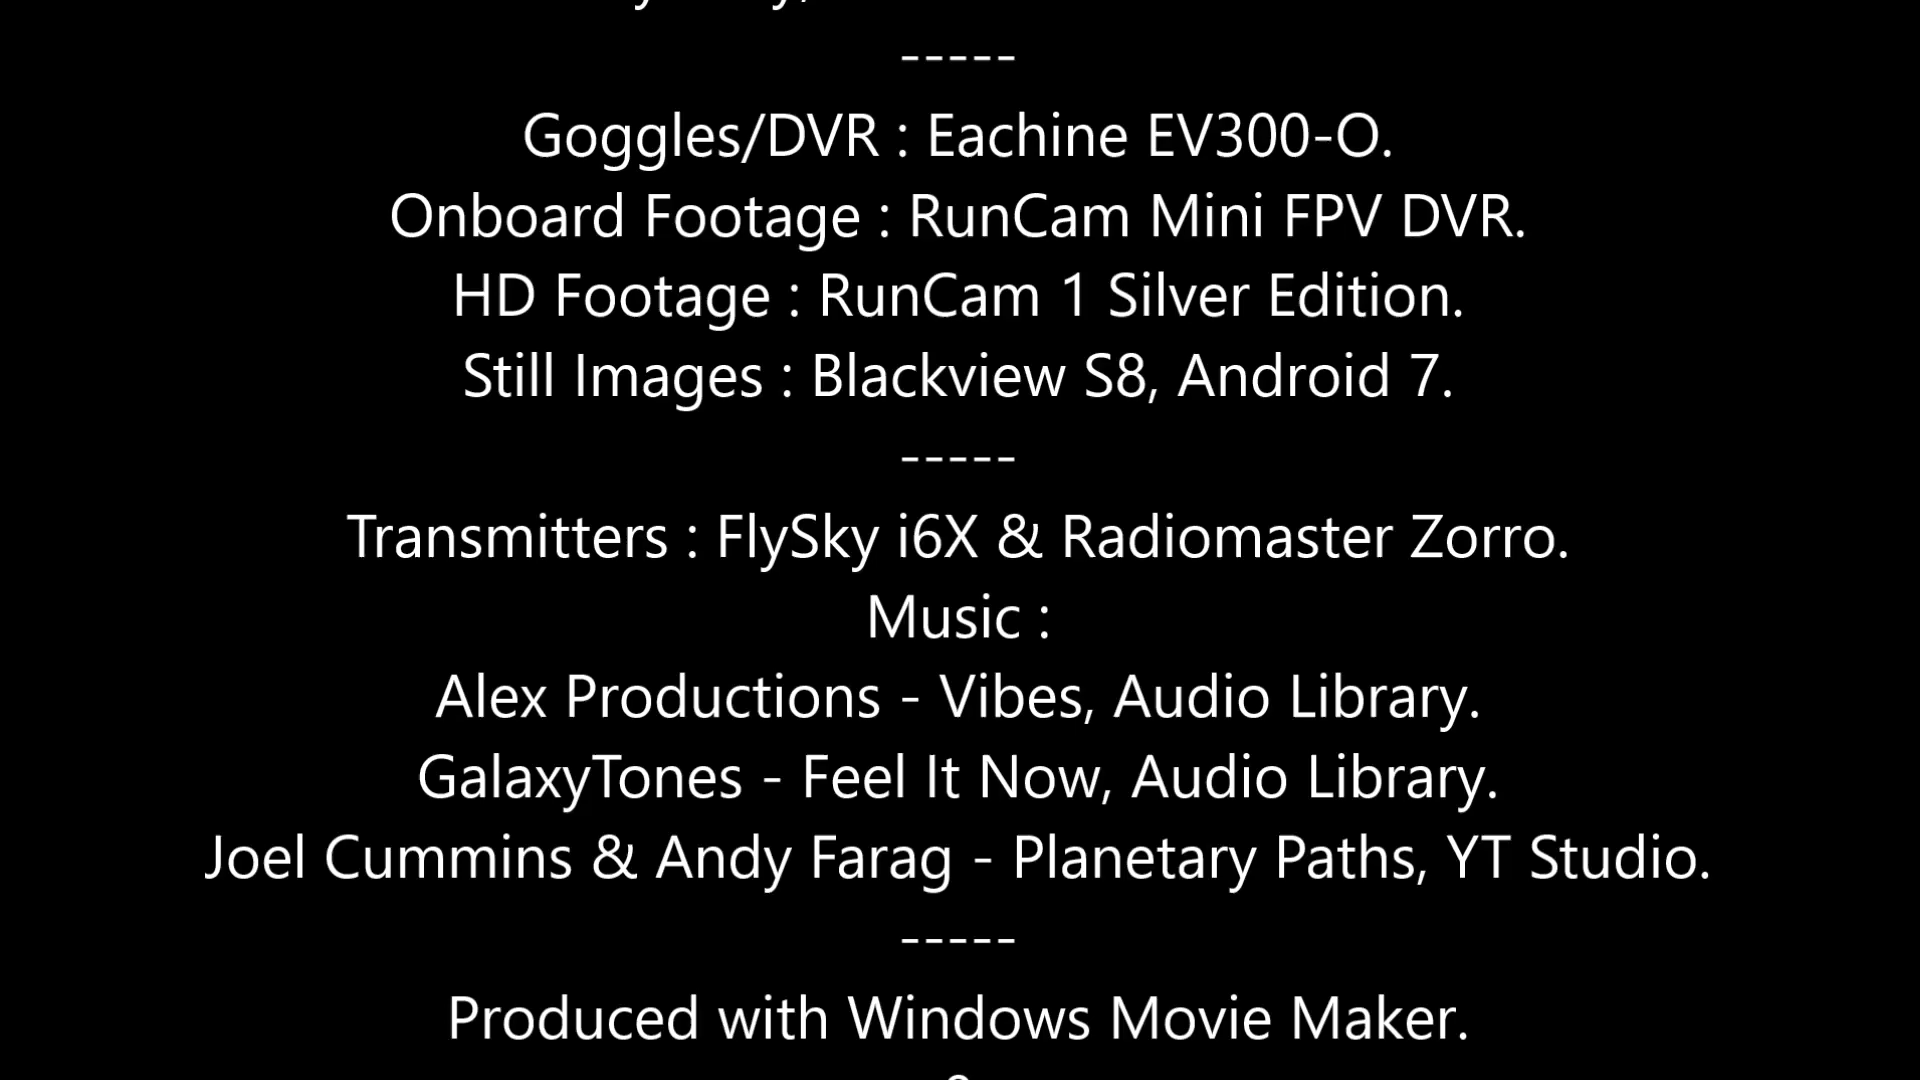 -----
Goggles/DVR : Eachine EV300-O.
Onboard Footage : RunCam Mini FPV DVR.
HD Footage : RunCam 1 Silver Edition.
Still Images : Blackview S8, Android 7.
-----
Transmitters : FlySky i6X & Radiomaster Zorro.
Music :
Alex Productions - Vibes, Audio Library.
GalaxyTones - Feel It Now, Audio Library.
Joel Cummins & Andy Farag - Planetary Paths, YT Studio.
-----
Produced with Windows Movie Maker.